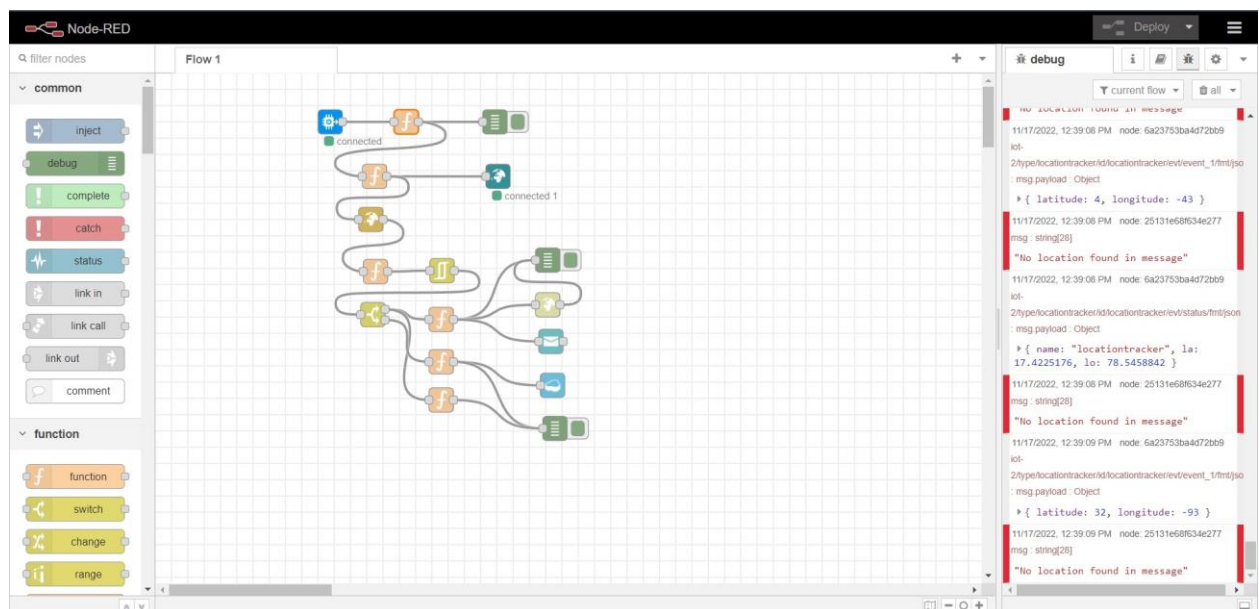 Node-RED
Deploy
filter nodes
Flow 1
debug
i
common
current flow
all
inject
debug
complete
catch
status
link in
link call
link out
comment
function
function
switch
change
range
connected
connected 1
"No location found in message"
11/17/2022, 12:39:08 PM node: 6a23753ba4d72bb9
iot-
2/type/locationtracker/id/locationtracker/evt/event_1/fmt/jso
: msg.payload : Object
{ latitude: 4, longitude: -43 }
11/17/2022, 12:39:08 PM node: 25131e68f634e277
msg : string[28]
"No location found in message"
11/17/2022, 12:39:08 PM node: 6a23753ba4d72bb9
iot-
2/type/locationtracker/id/locationtracker/evt/status/fmt/json
: msg.payload : Object
{ name: "locationtracker", la:
17.4225176, lo: 78.5458842 }
11/17/2022, 12:39:08 PM node: 25131e68f634e277
msg : string[28]
"No location found in message"
11/17/2022, 12:39:09 PM node: 6a23753ba4d72bb9
iot-
2/type/locationtracker/id/locationtracker/evt/event_1/fmt/jso
: msg.payload : Object
{ latitude: 32, longitude: -93 }
11/17/2022, 12:39:09 PM node: 25131e68f634e277
msg : string[28]
"No location found in message"